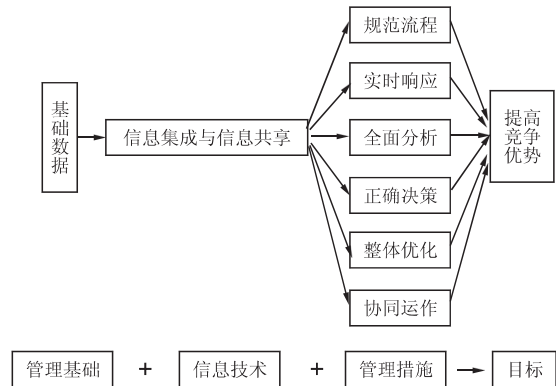 规范流程
实时响应
基础数据
信息集成与信息共享
全面分析
提高
竞争
优势
正确决策
整体优化
协同运作
管理基础 + 信息技术 + 管理措施 目标